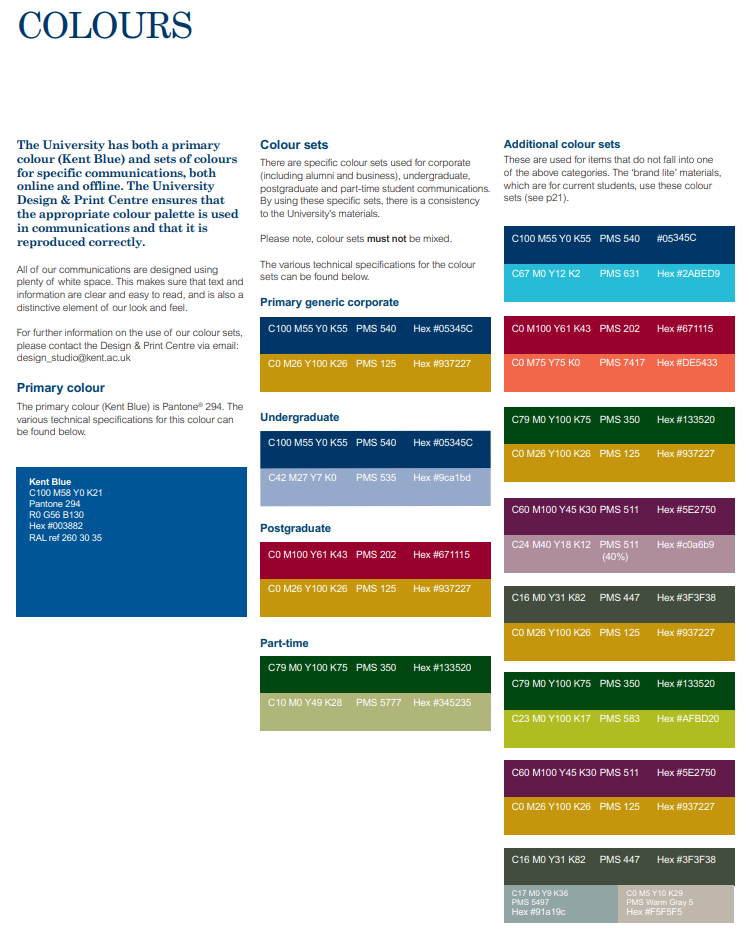 COLOURS
The University has both a primary
colour (Kent Blue) and sets of colours
for specific communications, both
online and offline. The University
Design & Print Centre ensures that
the appropriate colour palette is used
in communications and that it is
reproduced correctly.
All of our communications are designed using
plenty of white space. This makes sure that text and
information are clear and easy to read, and is also a
distinctive element of our look and feel.
For further information on the use of our colour sets,
please contact the Design & Print Centre via email:
design_studio@kent.ac.uk
Primary colour
The primary colour (Kent Blue) is Pantone® 294. The
various technical specifications for this colour can
be found below.
Kent Blue
C100 M58 Y0 K21
Pantone 294
R0 G56 B130
Hex #003882
RAL ref 260 30 35
Colour sets
There are specific colour sets used for corporate
(including alumni and business), undergraduate,
postgraduate and part-time student communications.
By using these specific sets, there is a consistency
to the University's materials.
Please note, colour sets must not be mixed.
The various technical specifications for the colour
sets can be found below.
Primary generic corporate
C100 M55 Y0 K55 PMS 540 Hex #05345C
C0 M26 Y100 K26 PMS 125 Hex #937227
Undergraduate
C100 M55 Y0 K55 PMS 540 Hex #05345C
C42 M27 Y7 K0 PMS 535 Hex #9ca1bd
Postgraduate
C0 M100 Y61 K43 PMS 202 Hex #671115
C0 M26 Y100 K26 PMS 125 Hex #937227
Part-time
C79 M0 Y100 K75 PMS 350 Hex #133520
C10 M0 Y49 K28 PMS 5777 Hex #345235
Additional colour sets
These are used for items that do not fall into one
of the above categories. The 'brand lite' materials,
which are for current students, use these colour
sets (see p21).
C100 M55 Y0 K55 PMS 540 #05345C
C67 M0 Y12 K2 PMS 631 Hex #2ABED9
C0 M100 Y61 K43 PMS 202 Hex #671115
C0 M75 Y75 K0 PMS 7417 Hex #DE5433
C79 M0 Y100 K75 PMS 350 Hex #133520
C0 M26 Y100 K26 PMS 125 Hex #937227
C60 M100 Y45 K30 PMS 511 Hex #5E2750
C24 M40 Y18 K12 PMS 511 Hex #c0a6b9
(40%)
C16 M0 Y31 K82 PMS 447 Hex #3F3F38
C0 M26 Y100 K26 PMS 125 Hex #937227
C79 M0 Y100 K75 PMS 350 Hex #133520
C23 M0 Y100 K17 PMS 583 Hex #AFBD20
C60 M100 Y45 K30 PMS 511 Hex #5E2750
C0 M26 Y100 K26 PMS 125 Hex #937227
C16 M0 Y31 K82 PMS 447 Hex #3F3F38
C17 M0 Y9 K36
PMS 5497
Hex #91a19c
C0 M5 Y10 K29
PMS Warm Gray 5
Hex #F5F5F5